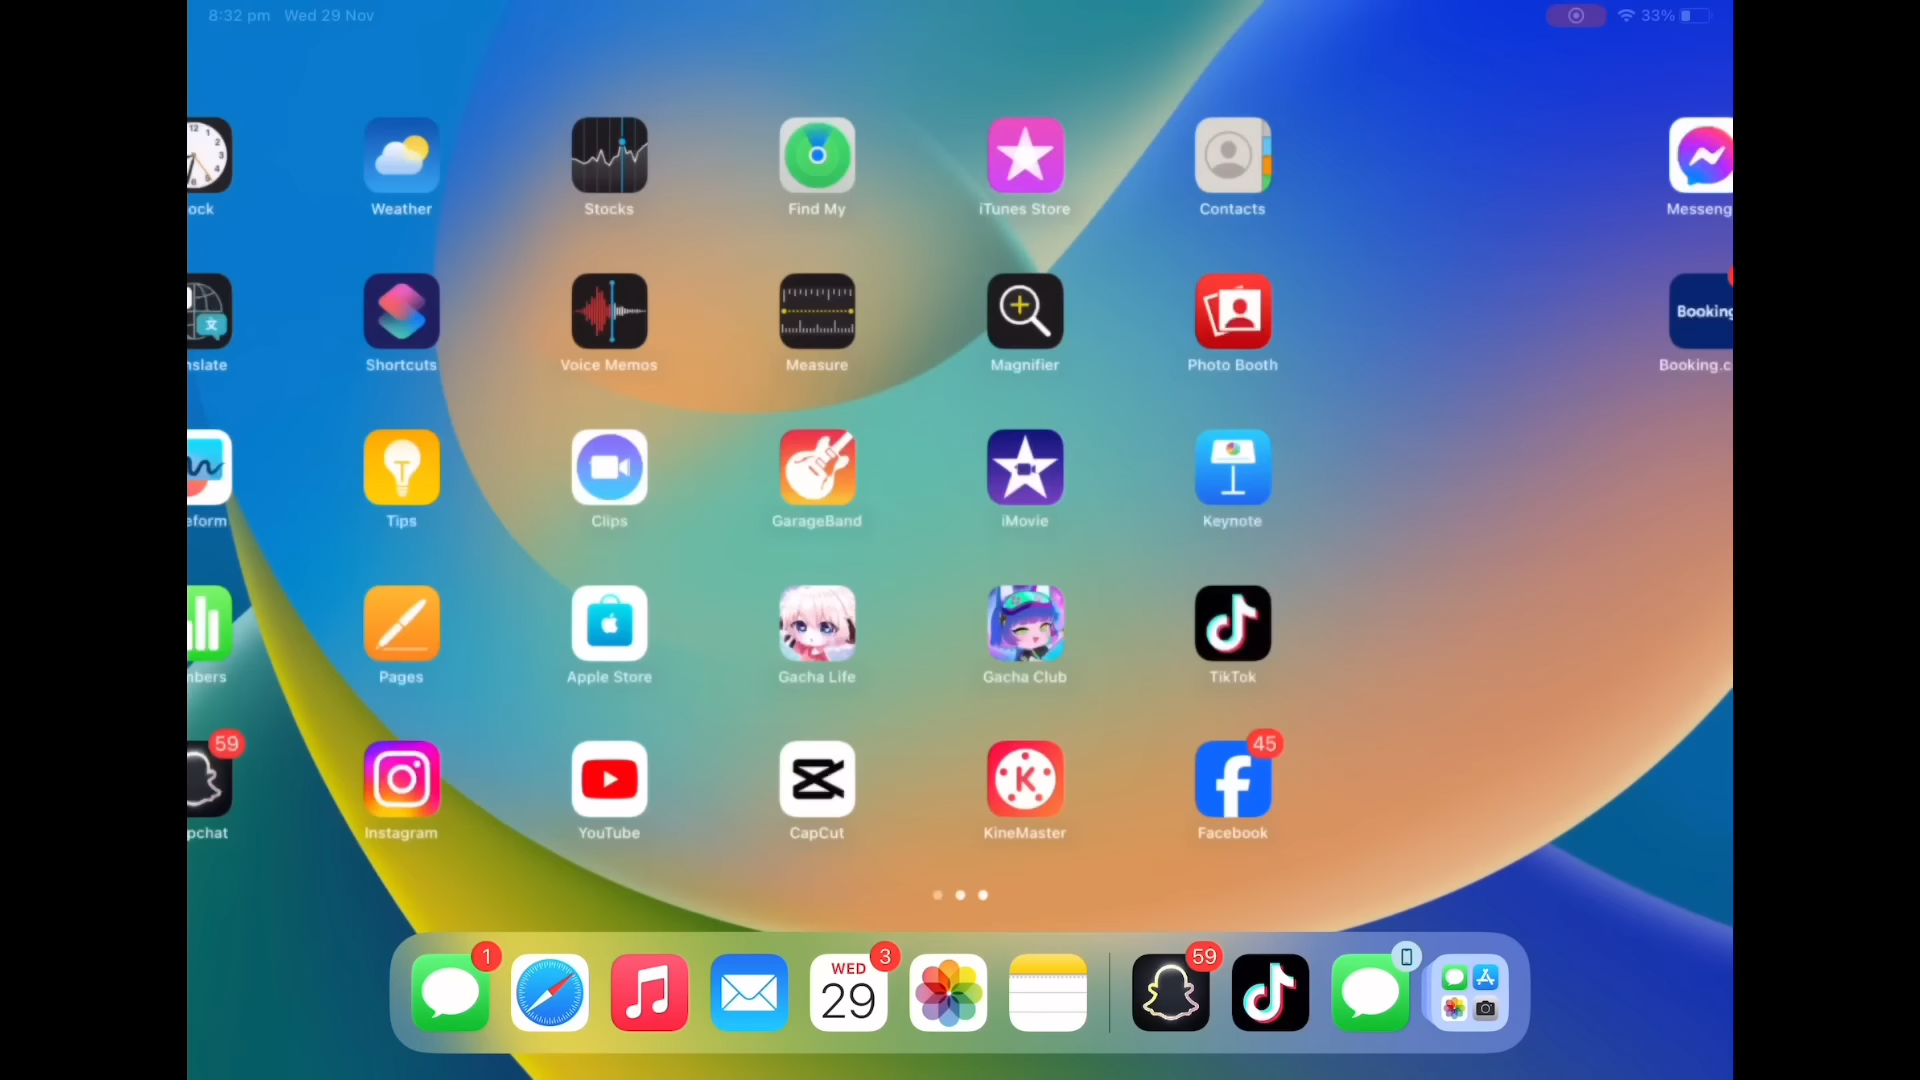 8:32 pm Wed 29 Nov 33%
ock Weather Stocks Find My iTunes Store Contacts Messeng
Booking
nslate Shortcuts Voice Memos Measure Magnifier Photo Booth Booking.c
eform Tips Clips GarageBand iMovie Keynote
nbers Pages Apple Store Gacha Life Gacha Club TikTok
59 45
pchat Instagram YouTube CapCut KineMaster Facebook
1 3 59
WED
29